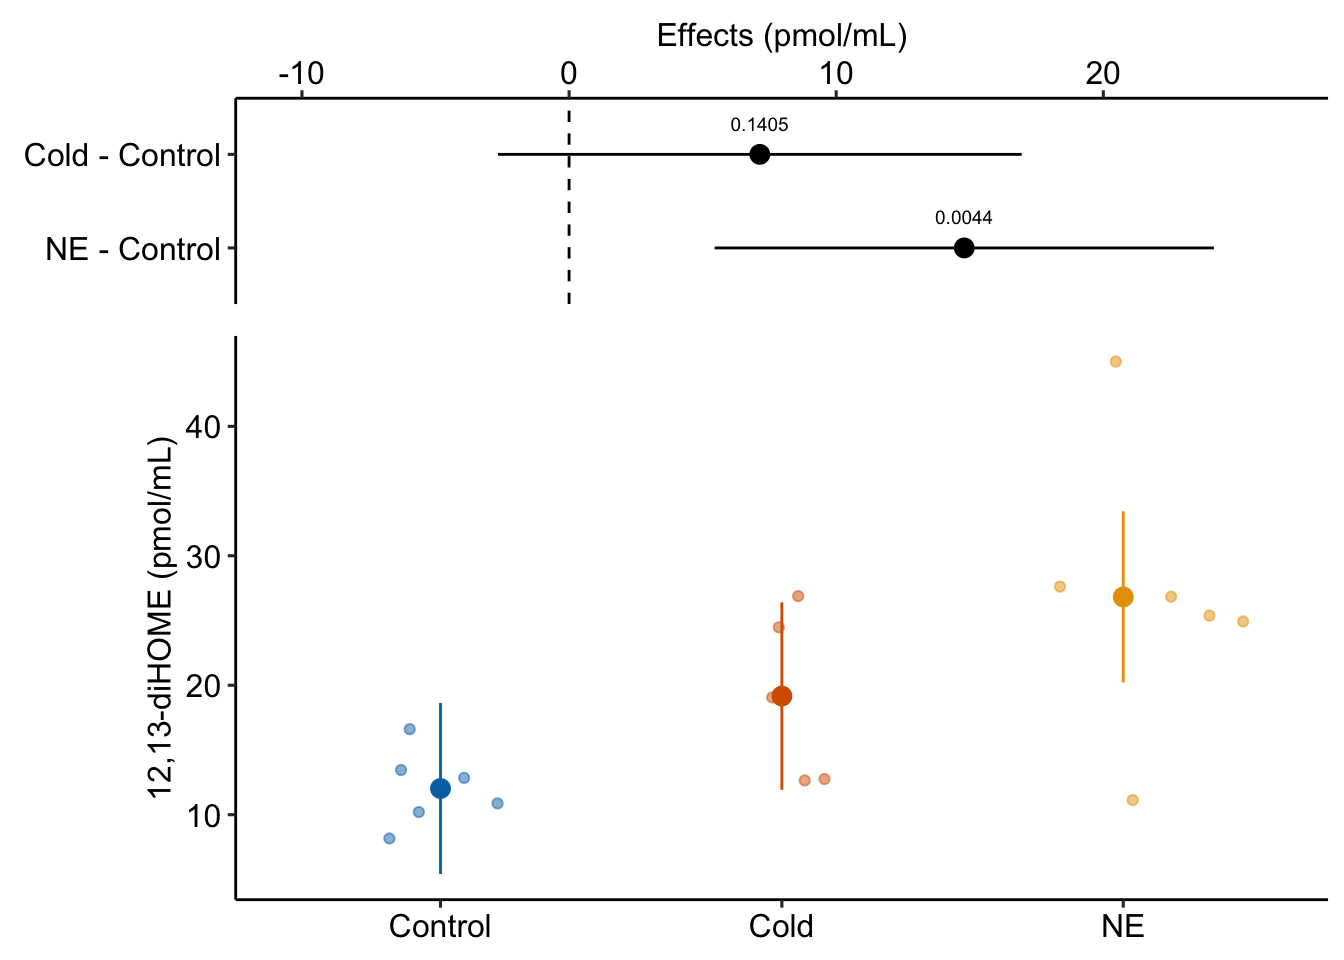 Effects (pmol/mL)
-10 0 10 20
0.1405
Cold - Control
0.0044
NE - Control
40
30
20
10
12,13-diHOME (pmol/mL)
Control Cold NE